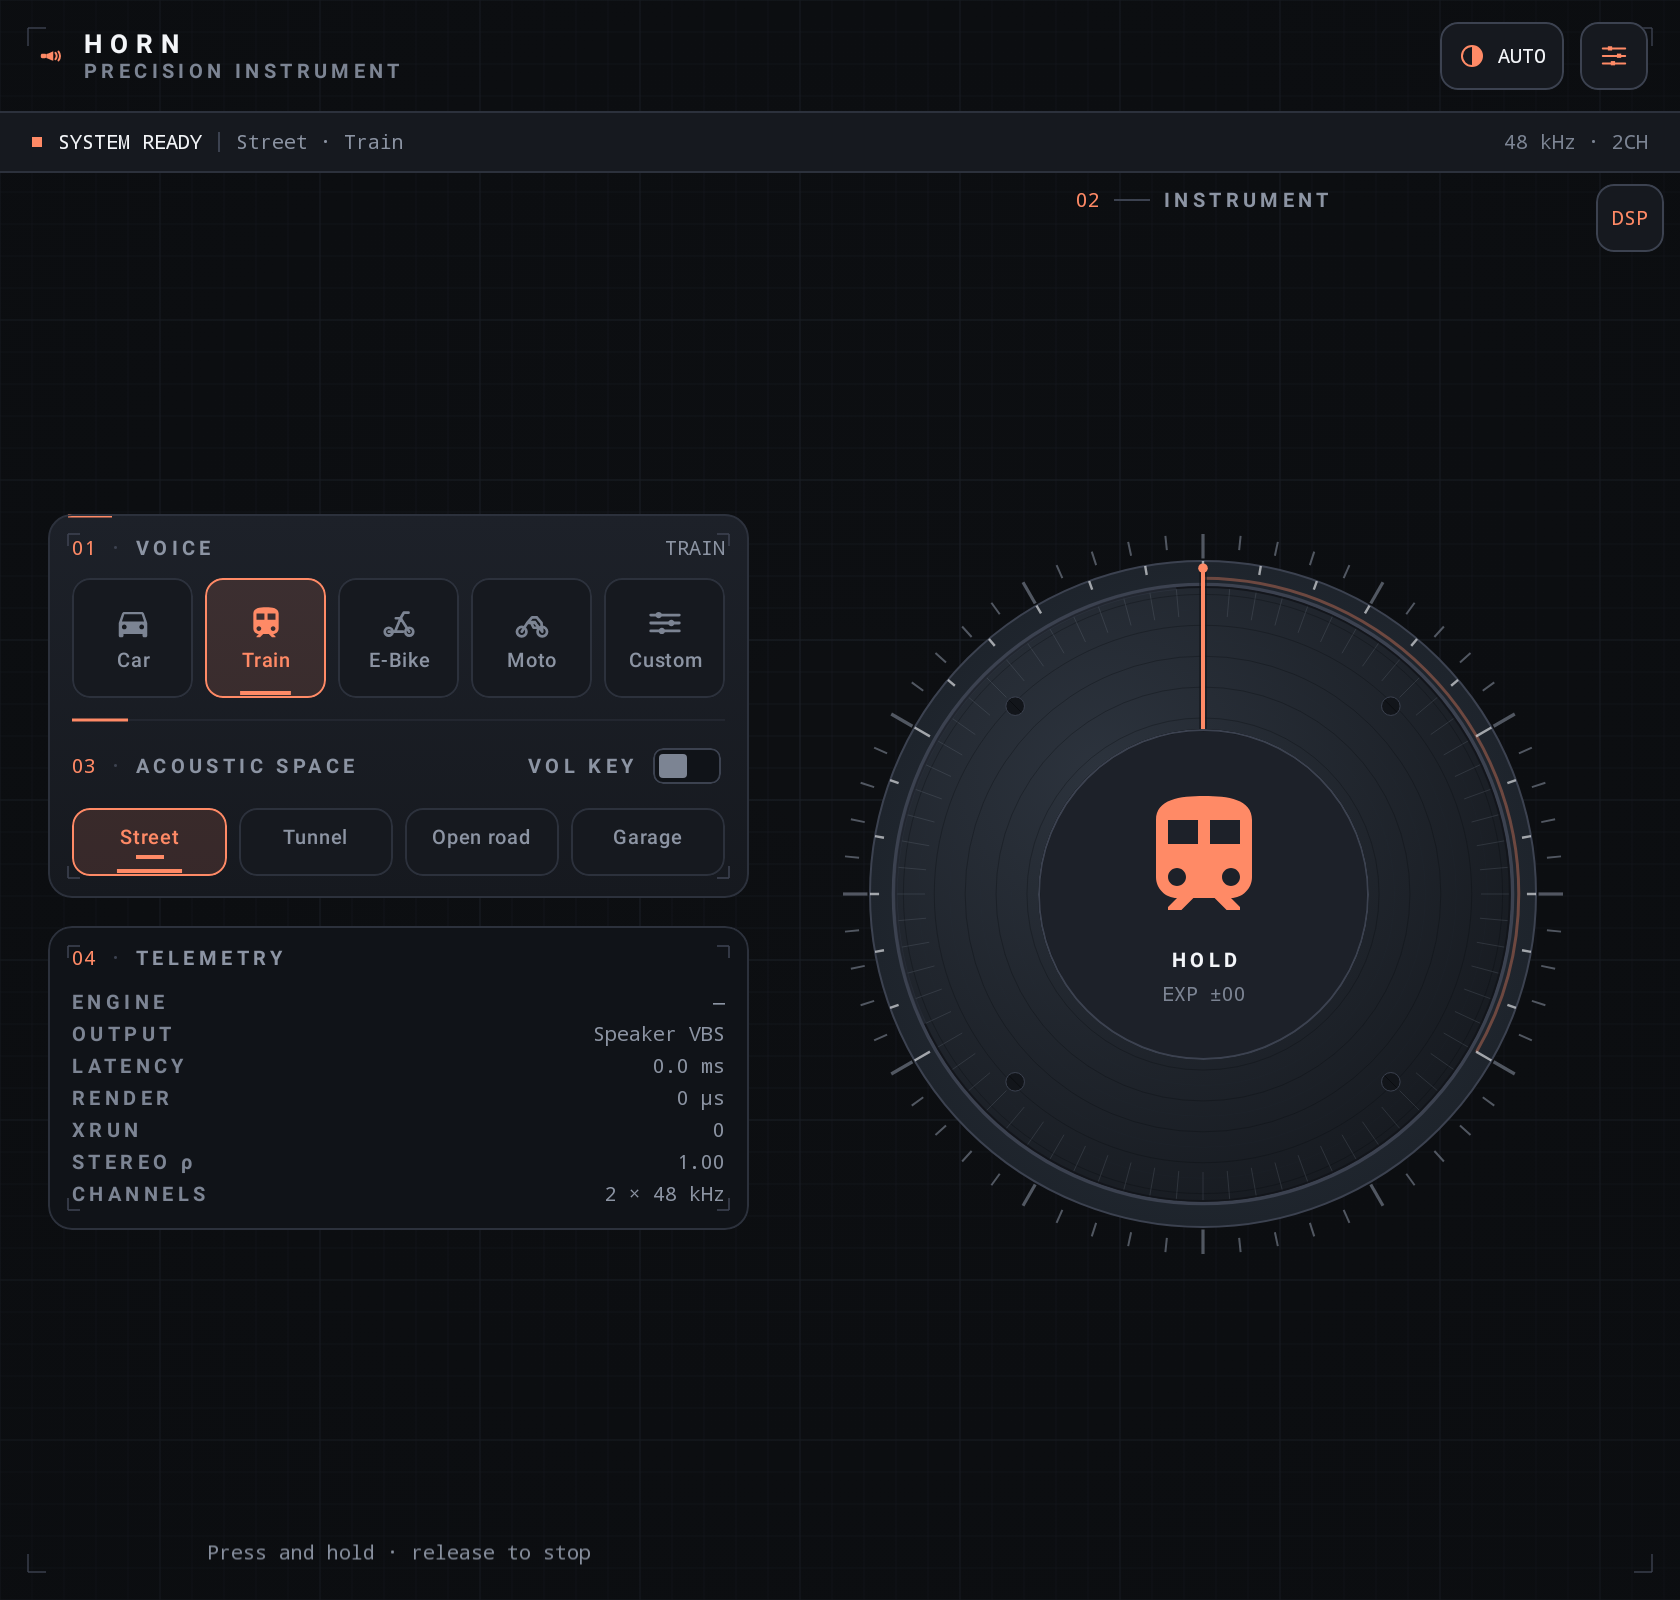 HORN
PRECISION INSTRUMENT
AUTO
SYSTEM READY
Street · Train
48 kHz · 2CH
02 — INSTRUMENT
DSP
01 · VOICE
TRAIN
Car
Train
E-Bike
Moto
Custom
03 · ACOUSTIC SPACE
VOL KEY
Street
Tunnel
Open road
Garage
04 · TELEMETRY
ENGINE —
OUTPUT Speaker VBS
LATENCY 0.0 ms
RENDER 0 µs
XRUN 0
STEREO ρ 1.00
CHANNELS 2 × 48 kHz
HOLD
EXP ±00
Press and hold · release to stop